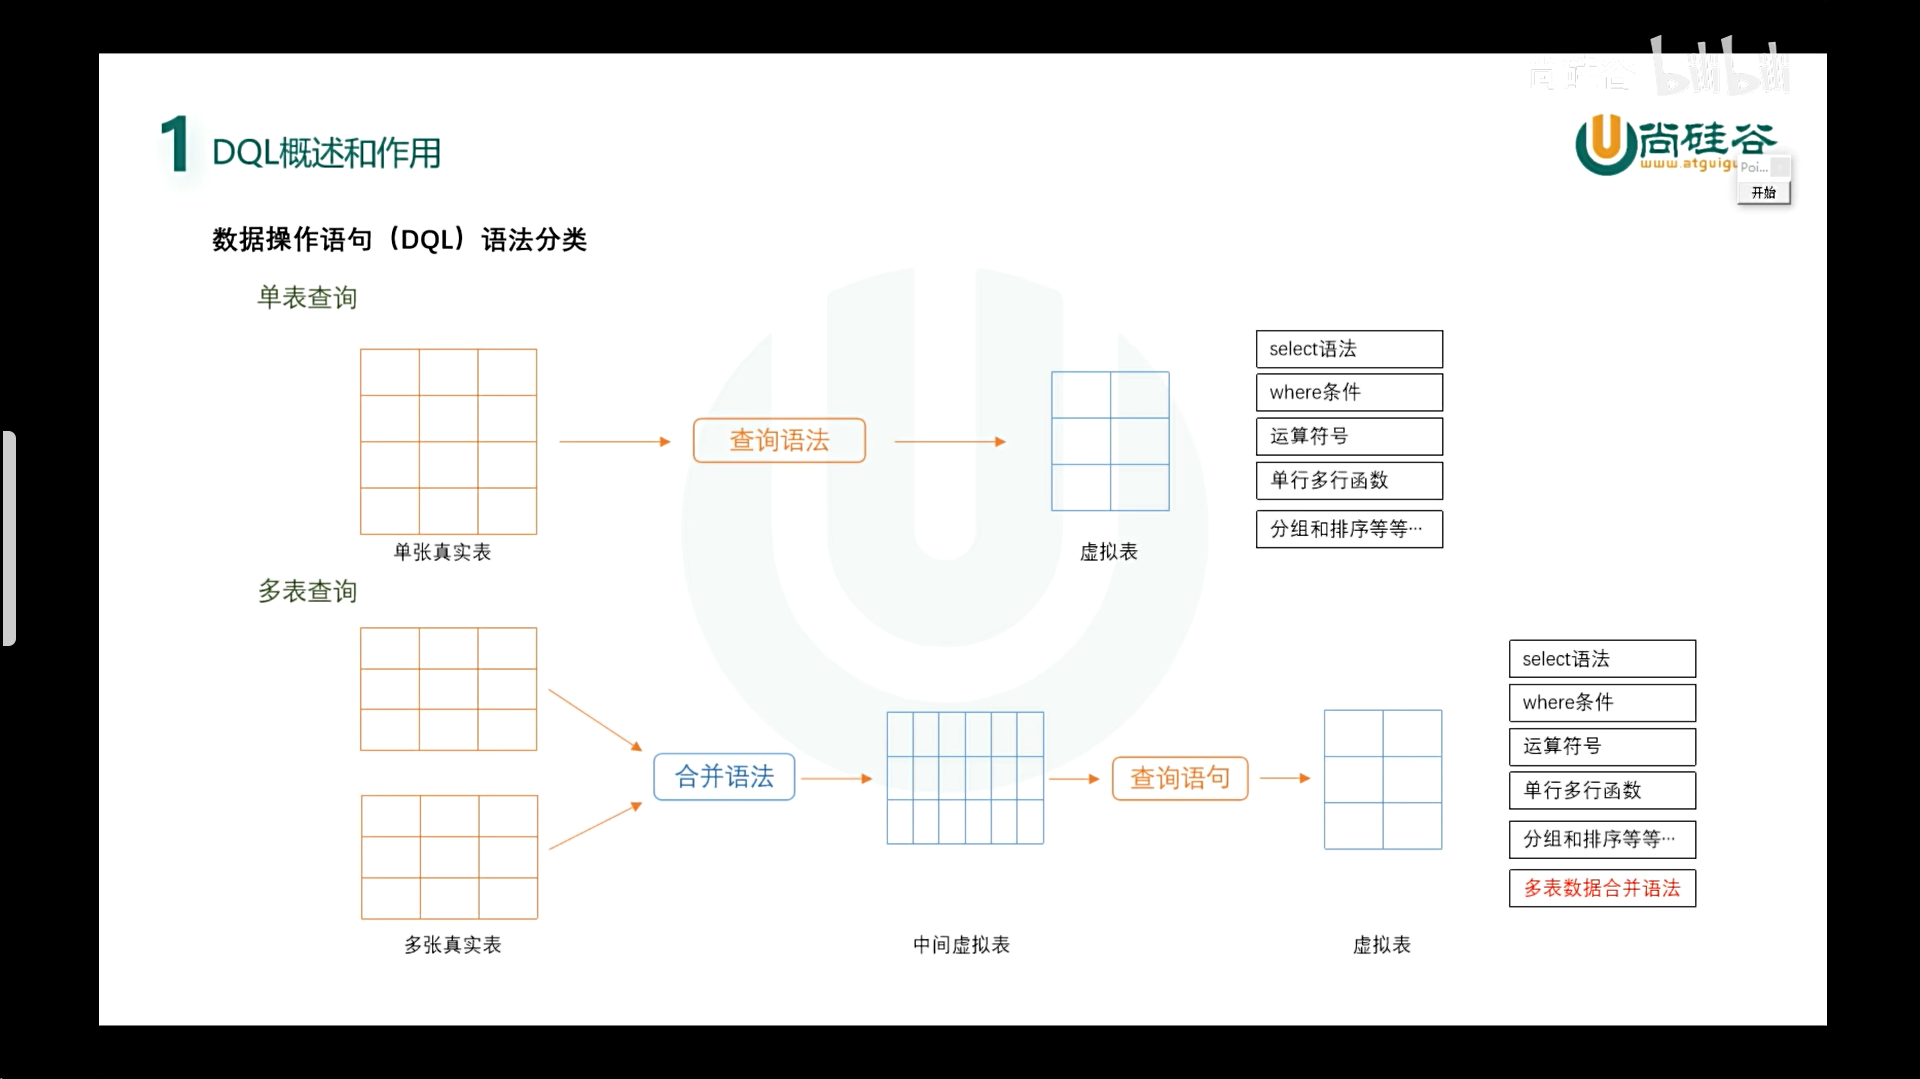 尚硅谷 bilibili
1 DQL概述和作用
尚硅谷
Poi...
开始
数据操作语句（DQL）语法分类
单表查询
查询语法
单张真实表
虚拟表
select语法
where条件
运算符号
单行多行函数
分组和排序等等…
多表查询
合并语法
查询语句
多张真实表
中间虚拟表
虚拟表
select语法
where条件
运算符号
单行多行函数
分组和排序等等…
多表数据合并语法